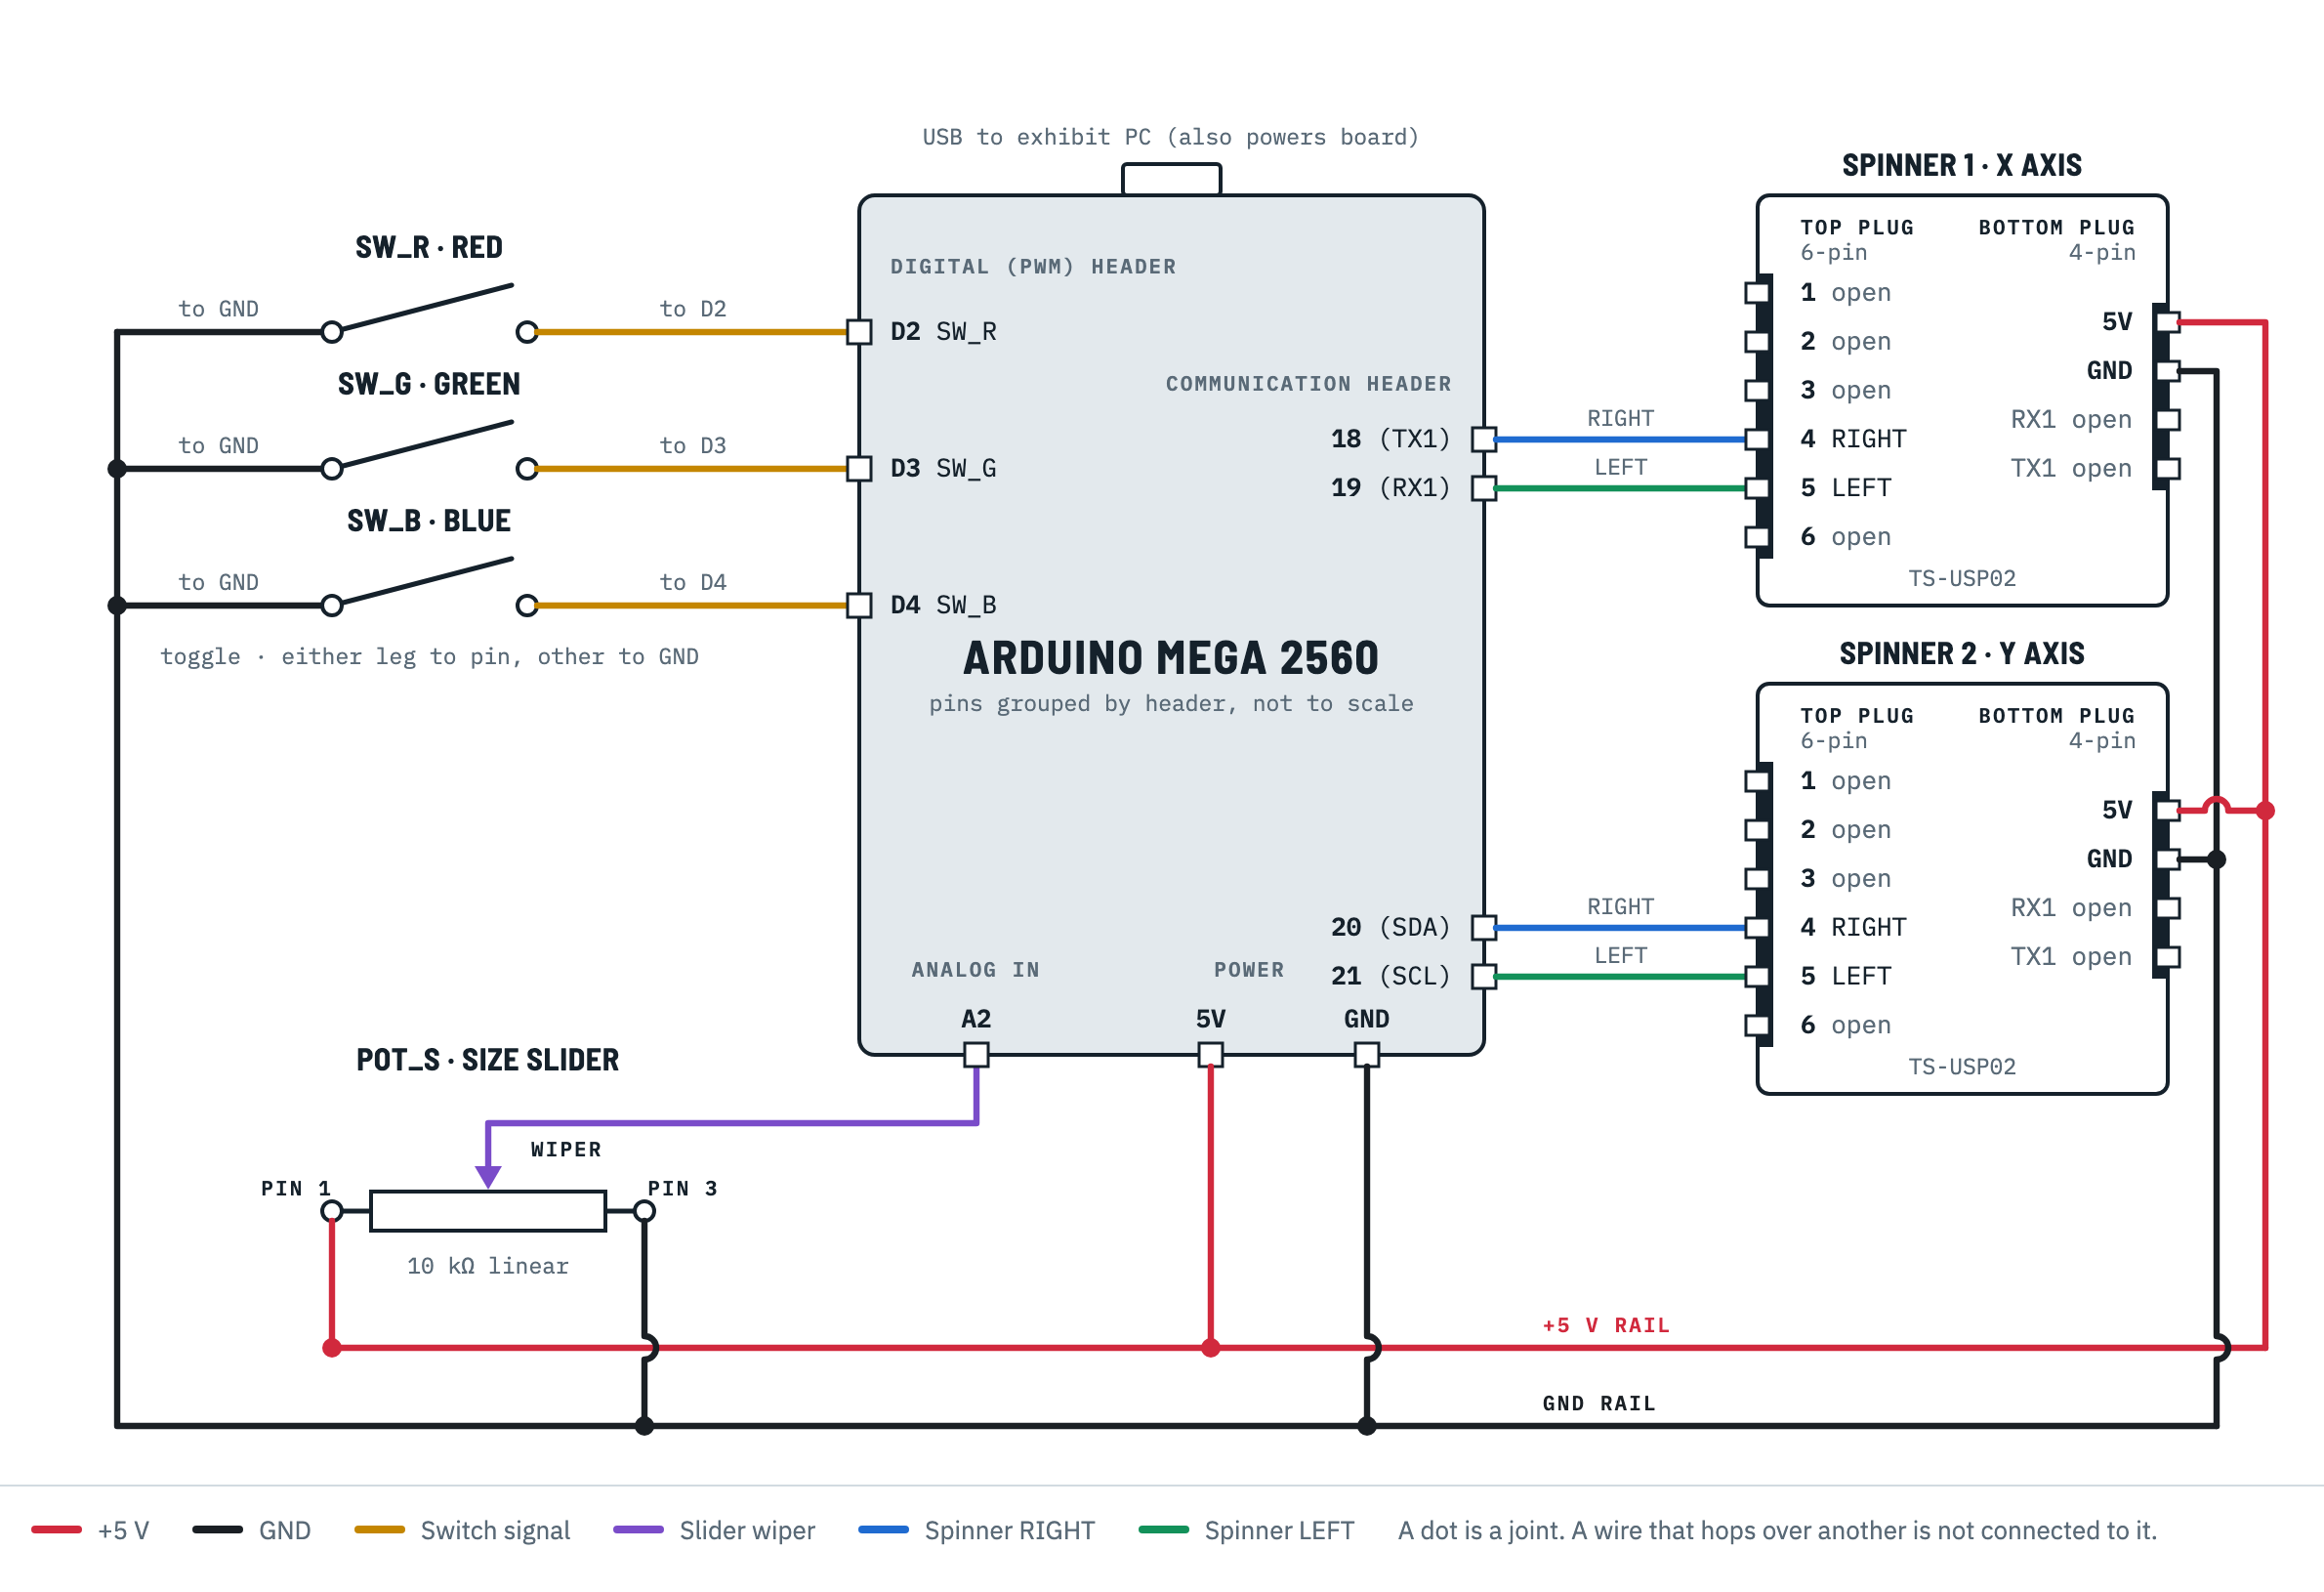 USB to exhibit PC (also powers board)
SW_R · RED
to GND
to D2
SW_G · GREEN
to GND
to D3
SW_B · BLUE
to GND
to D4
toggle · either leg to pin, other to GND
DIGITAL (PWM) HEADER
D2 SW_R
COMMUNICATION HEADER
18 (TX1)
D3 SW_G
19 (RX1)
D4 SW_B
ARDUINO MEGA 2560
pins grouped by header, not to scale
20 (SDA)
21 (SCL)
ANALOG IN
POWER
A2
5V
GND
RIGHT
LEFT
RIGHT
LEFT
SPINNER 1 · X AXIS
TOP PLUG
6-pin
BOTTOM PLUG
4-pin
1 open
2 open
3 open
4 RIGHT
5 LEFT
6 open
5V
GND
RX1 open
TX1 open
TS-USP02
SPINNER 2 · Y AXIS
TOP PLUG
6-pin
BOTTOM PLUG
4-pin
1 open
2 open
3 open
4 RIGHT
5 LEFT
6 open
5V
GND
RX1 open
TX1 open
TS-USP02
POT_S · SIZE SLIDER
WIPER
PIN 1
PIN 3
10 kΩ linear
+5 V RAIL
GND RAIL
+5 V
GND
Switch signal
Slider wiper
Spinner RIGHT
Spinner LEFT
A dot is a joint. A wire that hops over another is not connected to it.